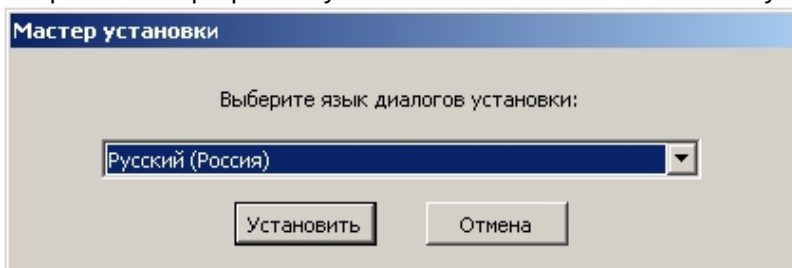 Мастер установки
Выберите язык диалогов установки:
Русский (Россия)
Установить
Отмена